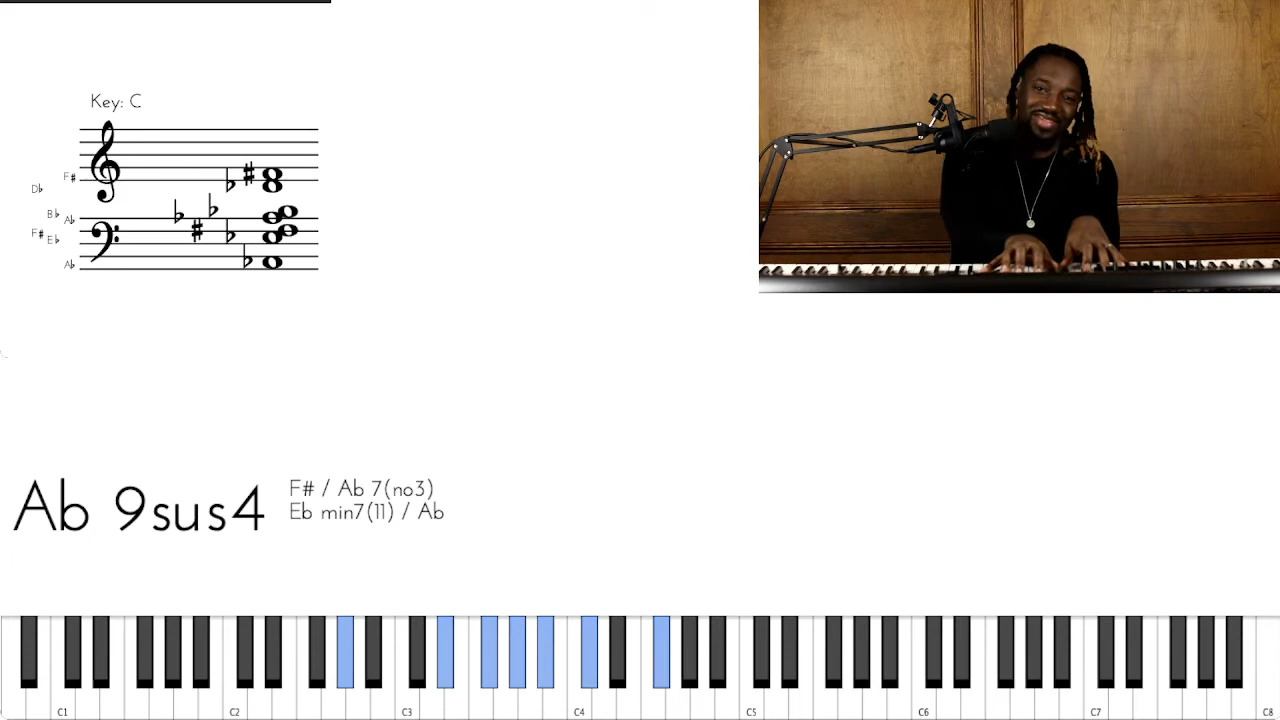 Key: C
F#
Db
Bb
Ab
F#
Eb
Ab
Ab 9sus4
F# / Ab 7(no3)
Eb min7(11) / Ab
C1 C2 C3 C4 C5 C6 C7 C8